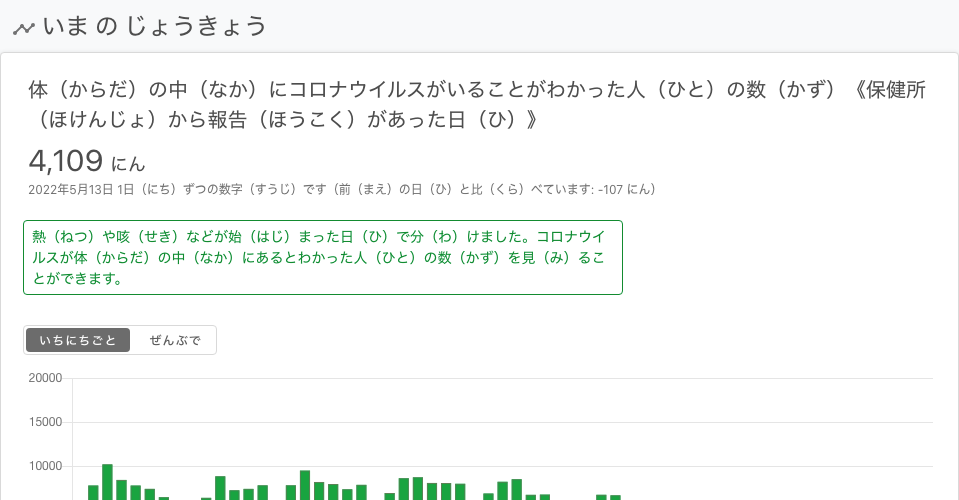 いま の じょうきょう
体（からだ）の中（なか）にコロナウイルスがいることがわかった人（ひと）の数（かず）《保健所
（ほけんじょ）から報告（ほうこく）があった日（ひ）》
4,109 にん
2022年5月13日 1日（にち）ずつの数字（すうじ）です（前（まえ）の日（ひ）と比（くら）べています: -107 にん）
熱（ねつ）や咳（せき）などが始（はじ）まった日（ひ）で分（わ）けました。コロナウイ
ルスが体（からだ）の中（なか）にあるとわかった人（ひと）の数（かず）を見（み）るこ
とができます。
いちにちごと ぜんぶで
20000
15000
10000